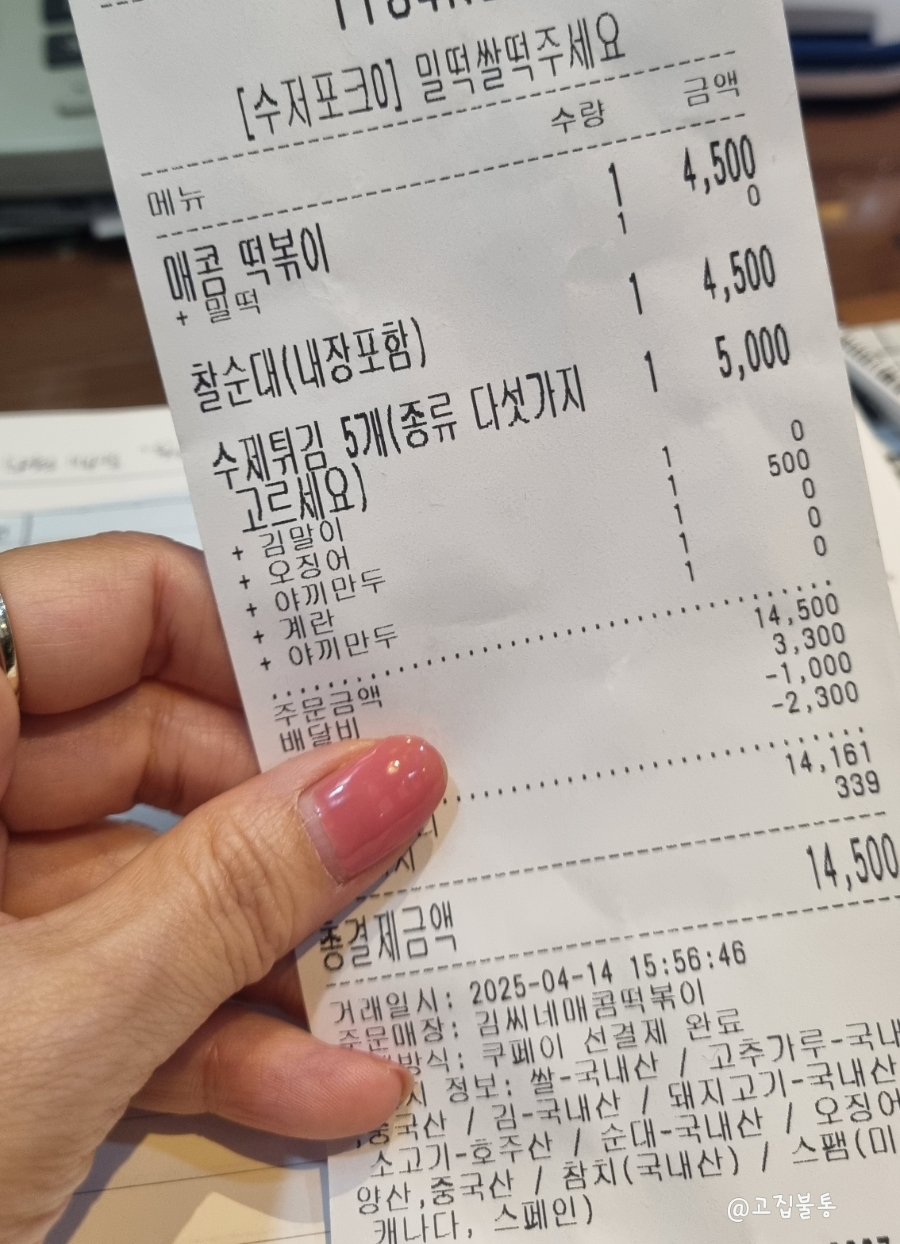 [수저포크0] 밀떡쌀떡주세요
메뉴 수량 금액
매콤 떡볶이 1 4,500
+ 밀떡 1 0
찰순대(내장포함) 1 4,500
수제튀김 5개(종류 다섯가지 1 5,000
고르세요)
+ 김말이 1 0
+ 오징어 1 500
+ 야끼만두 1 0
+ 계란 1 0
+ 야끼만두 1 0
주문금액 14,500
배달비 3,300
-1,000
-2,300
14,161
339
총결제금액 14,500
거래일시: 2025-04-14 15:56:46
주문매장: 김씨네매콤떡볶이
방식: 쿠페이 선결제 완료
정보: 쌀-국내산 / 고추가루-국내
,중국산 / 김-국내산 / 돼지고기-국내산
소고기-호주산 / 순대-국내산 / 오징어
양산,중국산 / 참치(국내산) / 스팸(미
캐나다, 스페인)
@고집불통